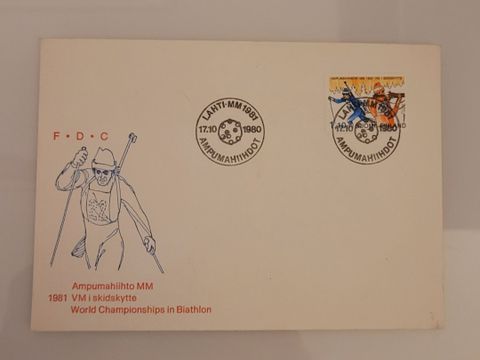 F • D • C
Ampumahiihto MM
1981 VM i skidskytte
World Championships in Biathlon
LAHTI-MM 1981
17.10 1980
AMPUMAHIIHDOT
LAHTI-MM 1981
17.10 1980
AMPUMAHIIHDOT